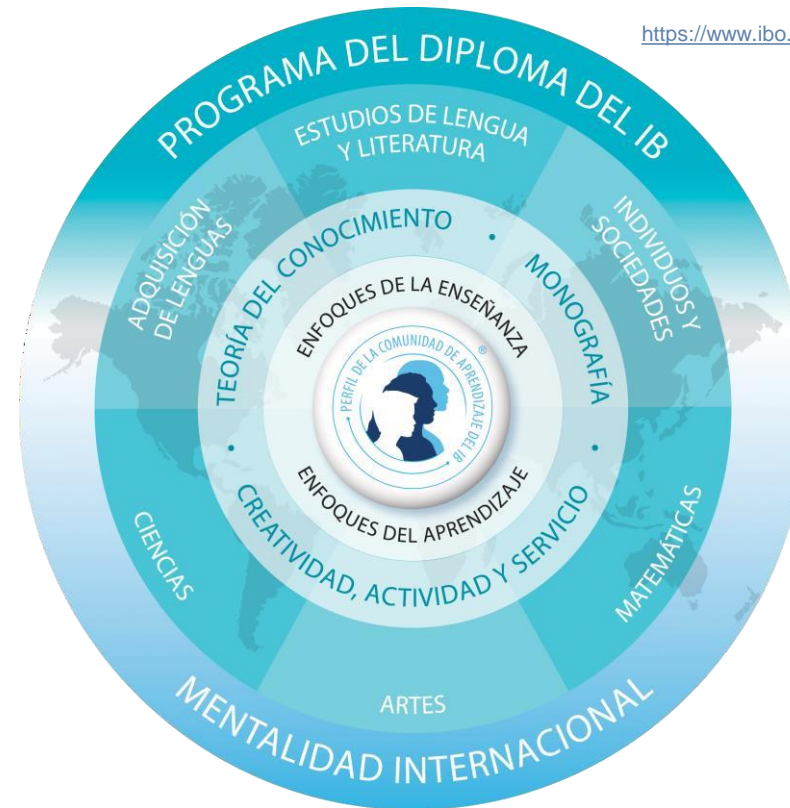 https://www.ibo.
PROGRAMA DEL DIPLOMA DEL IB
ESTUDIOS DE LENGUA
Y LITERATURA
ADQUISICIÓN
DE LENGUAS
INDIVIDUOS Y
SOCIEDADES
TEORÍA DEL CONOCIMIENTO
•
MONOGRAFÍA
•
CREATIVIDAD, ACTIVIDAD Y SERVICIO
•
ENFOQUES DE LA ENSEÑANZA
• PERFIL DE LA COMUNIDAD DE APRENDIZAJE DEL IB •
®
ENFOQUES DEL APRENDIZAJE
CIENCIAS
MATEMÁTICAS
ARTES
MENTALIDAD INTERNACIONAL